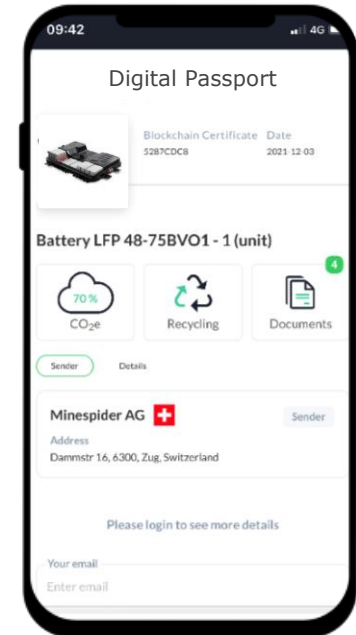 09:42 4G
Digital Passport
Blockchain Certificate Date
5287CDC8 2021-12-03
Battery LFP 48-75BVO1 - 1 (unit)
4
70 %
CO₂e Recycling Documents
Sender Details
Minespider AG Sender
Address
Dammstr 16, 6300, Zug, Switzerland
Please login to see more details
Your email
Enter email